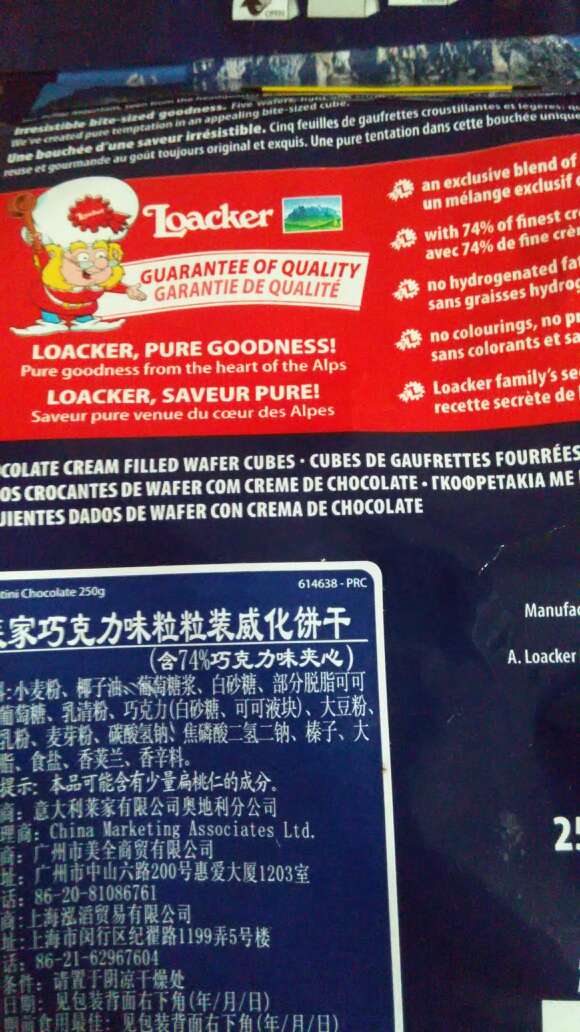 Irresistible bite-sized goodness. Five wafers, light
We've created pure temptation in an appealing bite-sized cube.
Une bouchée d'une saveur irrésistible. Cinq feuilles de gaufrettes croustillantes et légères:
reuse et gourmande au goût toujours original et exquis. Une pure tentation dans cette bouchée unique
Loacker
GUARANTEE OF QUALITY
GARANTIE DE QUALITÉ
LOACKER, PURE GOODNESS!
Pure goodness from the heart of the Alps
LOACKER, SAVEUR PURE!
Saveur pure venue du cœur des Alpes
an exclusive blend of
un mélange exclusif
with 74% of finest cr
avec 74% de fine crè
no hydrogenated fat
sans graisses hydrog
no colourings, no pr
sans colorants et sa
Loacker family's se
recette secrète de
COLATE CREAM FILLED WAFER CUBES · CUBES DE GAUFRETTES FOURRÉES
OS CROCANTES DE WAFER COM CREME DE CHOCOLATE · ΓΚΟΦΡΕΤΑΚΙΑ ΜΕ
JIENTES DADOS DE WAFER CON CREMA DE CHOCOLATE
tini Chocolate 250g
614638 - PRC
家巧克力味粒粒装威化饼干
(含74%巧克力味夹心)
:小麦粉、椰子油、葡萄糖浆、白砂糖、部分脱脂可可
葡萄糖、乳清粉、巧克力(白砂糖、可可液块)、大豆粉、
乳粉、麦芽粉、碳酸氢钠、焦磷酸二氢二钠、榛子、大
脂、食盐、香荚兰、香辛料。
提示: 本品可能含有少量扁桃仁的成分。
商: 意大利莱家有限公司奥地利分公司
理商: China Marketing Associates Ltd.
商: 广州市美全商贸有限公司
址: 广州市中山六路200号惠爱大厦1203室
话: 86-20-81086761
商:上海泓滔贸易有限公司
址:上海市闵行区纪翟路1199弄5号楼
话: 86-21-62967604
条件: 请置于阴凉干燥处
日期: 见包装背面右下角(年/月/日)
前食用最佳: 见包装背面右下角(年/月/日)
Manufac
A. Loacker
25